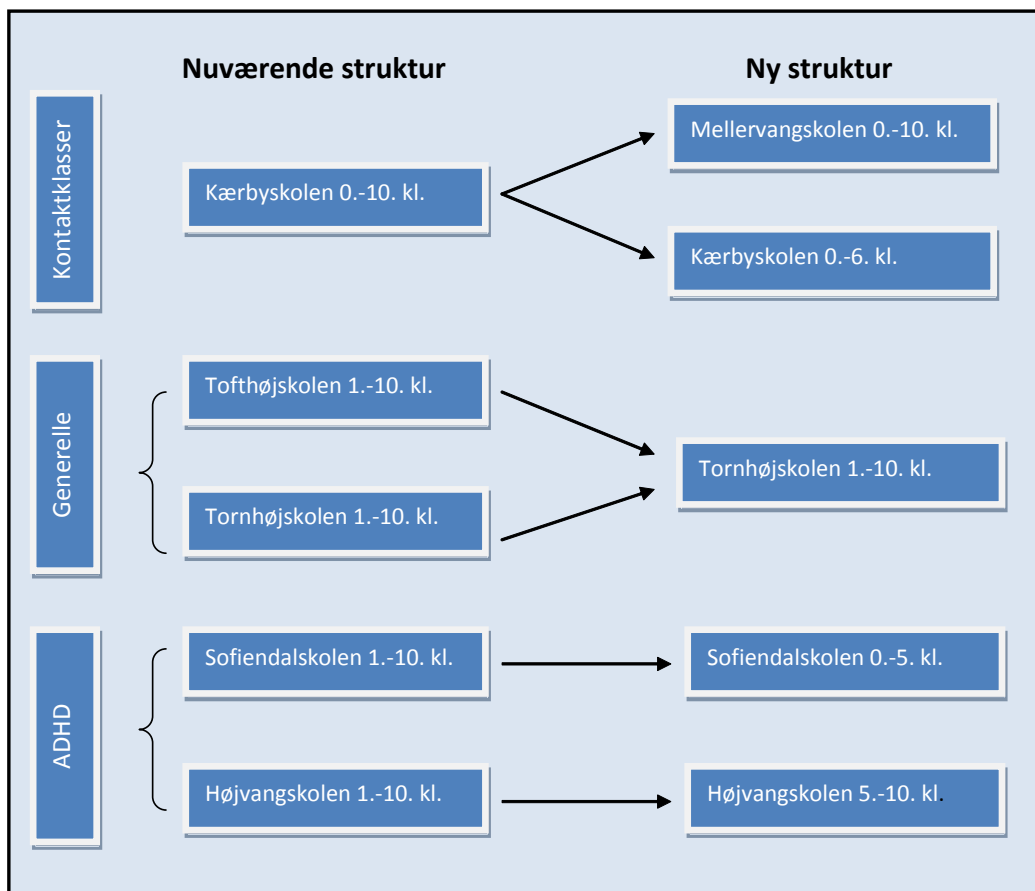 Nuværende struktur
Ny struktur
Kontaktklasser
Kærbyskolen 0.-10. kl.
Mellervangskolen 0.-10. kl.
Kærbyskolen 0.-6. kl.
Generelle
Tofthøjskolen 1.-10. kl.
Tornhøjskolen 1.-10. kl.
Tornhøjskolen 1.-10. kl.
ADHD
Sofiendalskolen 1.-10. kl.
Sofiendalskolen 0.-5. kl.
Højvangskolen 1.-10. kl.
Højvangskolen 5.-10. kl.